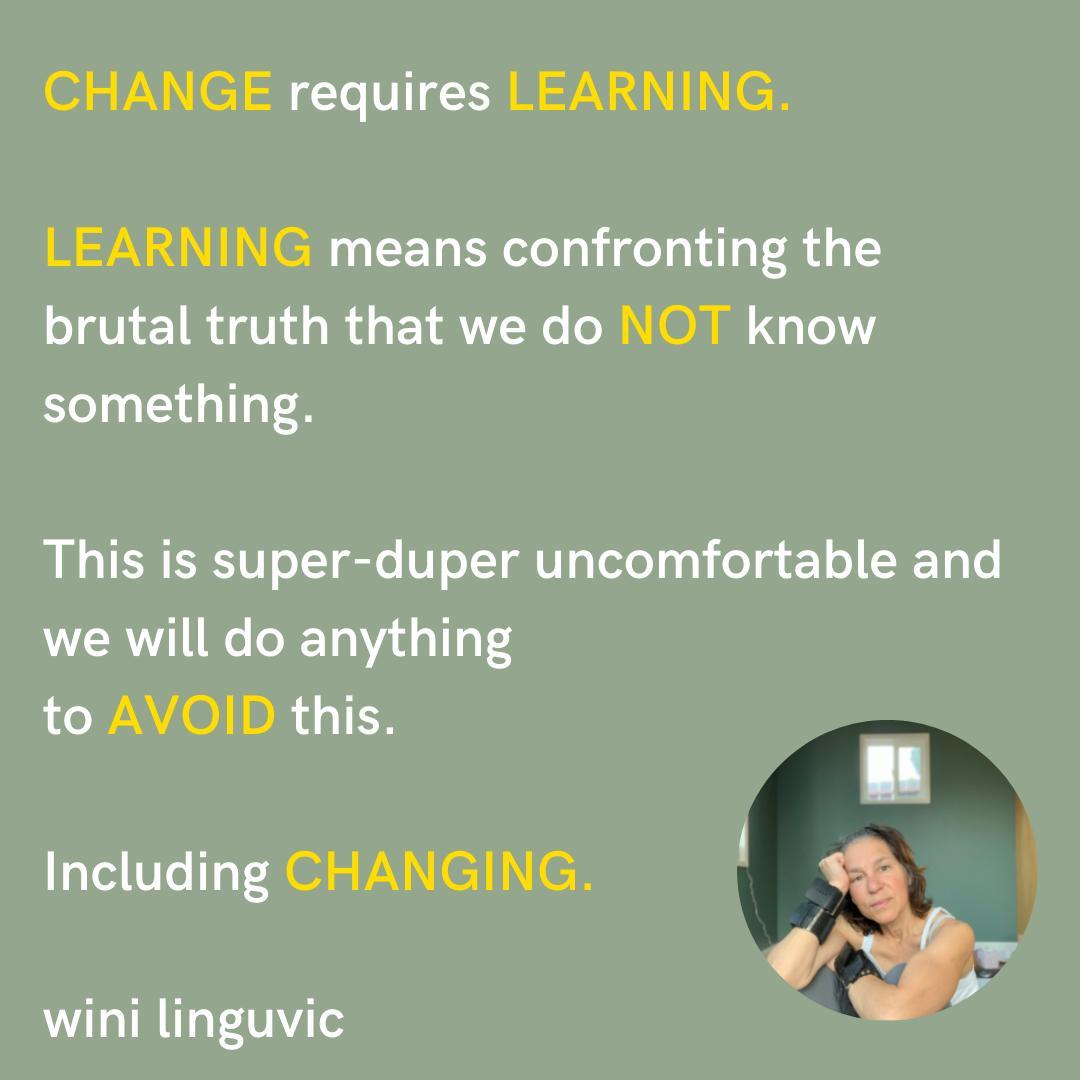 CHANGE requires LEARNING.
LEARNING means confronting the
brutal truth that we do NOT know
something.
This is super-duper uncomfortable and
we will do anything
to AVOID this.
Including CHANGING.
wini linguvic